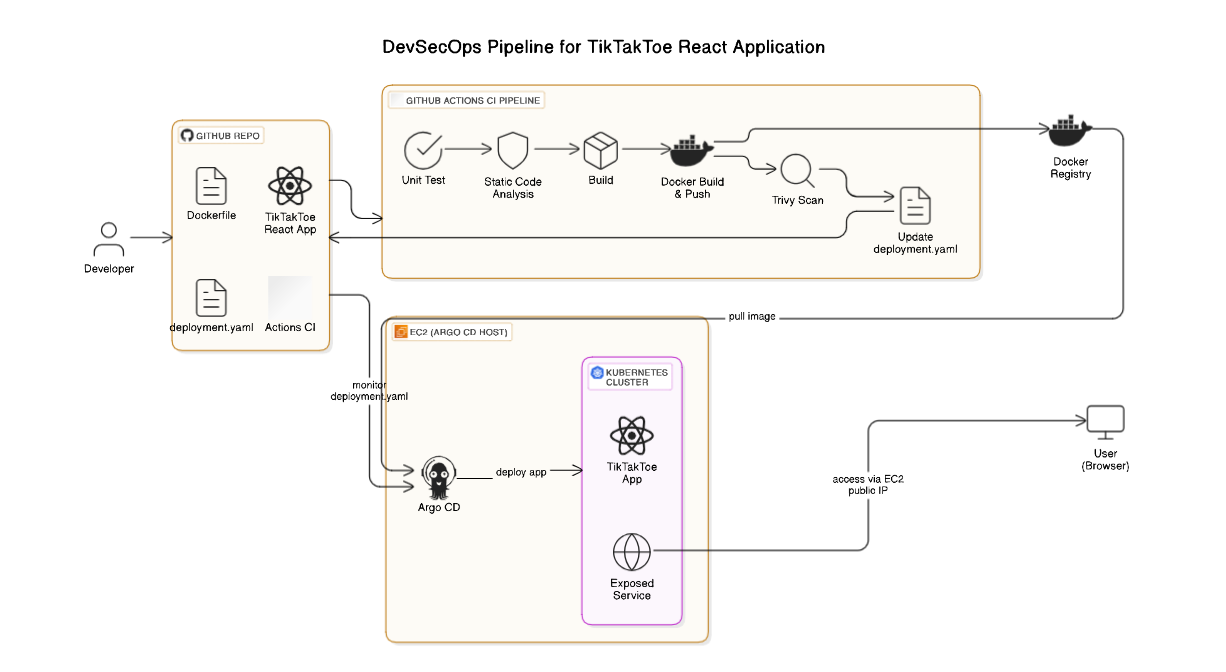 DevSecOps Pipeline for TikTakToe React Application
GITHUB ACTIONS CI PIPELINE
GITHUB REPO
Dockerfile
TikTakToe
React App
deployment.yaml
Actions CI
Developer
Unit Test
Static Code
Analysis
Build
Docker Build
& Push
Trivy Scan
Update
deployment.yaml
Docker
Registry
pull image
EC2 (ARGO CD HOST)
monitor
deployment.yaml
Argo CD
deploy app
KUBERNETES
CLUSTER
TikTakToe
App
Exposed
Service
access via EC2
public IP
User
(Browser)